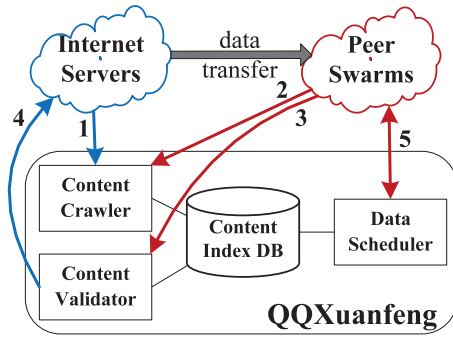 Internet
Servers
data
transfer
Peer
Swarms
4
1
2
3
5
Content
Crawler
Content
Index DB
Data
Scheduler
Content
Validator
QQXuanfeng